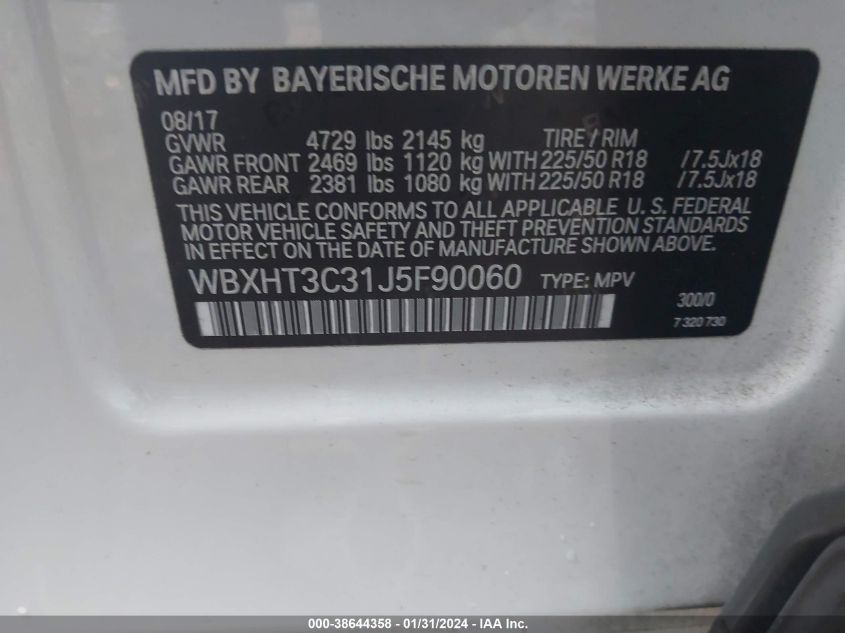 MFD BY BAYERISCHE MOTOREN WERKE AG
08/17
GVWR 4729 lbs 2145 kg TIRE / RIM
GAWR FRONT 2469 lbs 1120 kg WITH 225/50 R18 /7.5Jx18
GAWR REAR 2381 lbs 1080 kg WITH 225/50 R18 /7.5Jx18
THIS VEHICLE CONFORMS TO ALL APPLICABLE U. S. FEDERAL
MOTOR VEHICLE SAFETY AND THEFT PREVENTION STANDARDS
IN EFFECT ON THE DATE OF MANUFACTURE SHOWN ABOVE.
WBXHT3C31J5F90060 TYPE: MPV
300/0
7 320 730
000-38644358 - 01/31/2024 - IAA Inc.